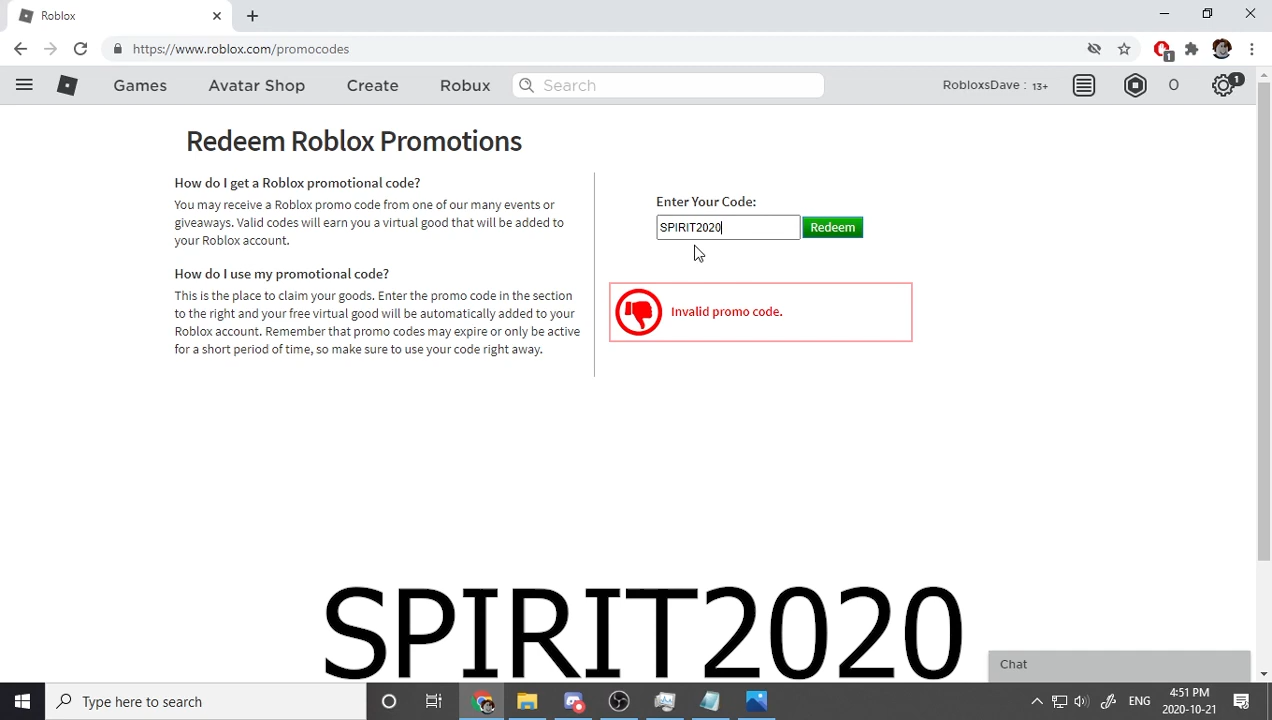 Roblox
https://www.roblox.com/promocodes
1
Games
Avatar Shop
Create
Robux
Search
RobloxsDave : 13+
0
1
Redeem Roblox Promotions
How do I get a Roblox promotional code?
You may receive a Roblox promo code from one of our many events or
giveaways. Valid codes will earn you a virtual good that will be added to
your Roblox account.
How do I use my promotional code?
This is the place to claim your goods. Enter the promo code in the section
to the right and your free virtual good will be automatically added to your
Roblox account. Remember that promo codes may expire or only be active
for a short period of time, so make sure to use your code right away.
Enter Your Code:
SPIRIT2020
Redeem
Invalid promo code.
SPIRIT2020
Chat
Type here to search
ENG
4:51 PM
2020-10-21